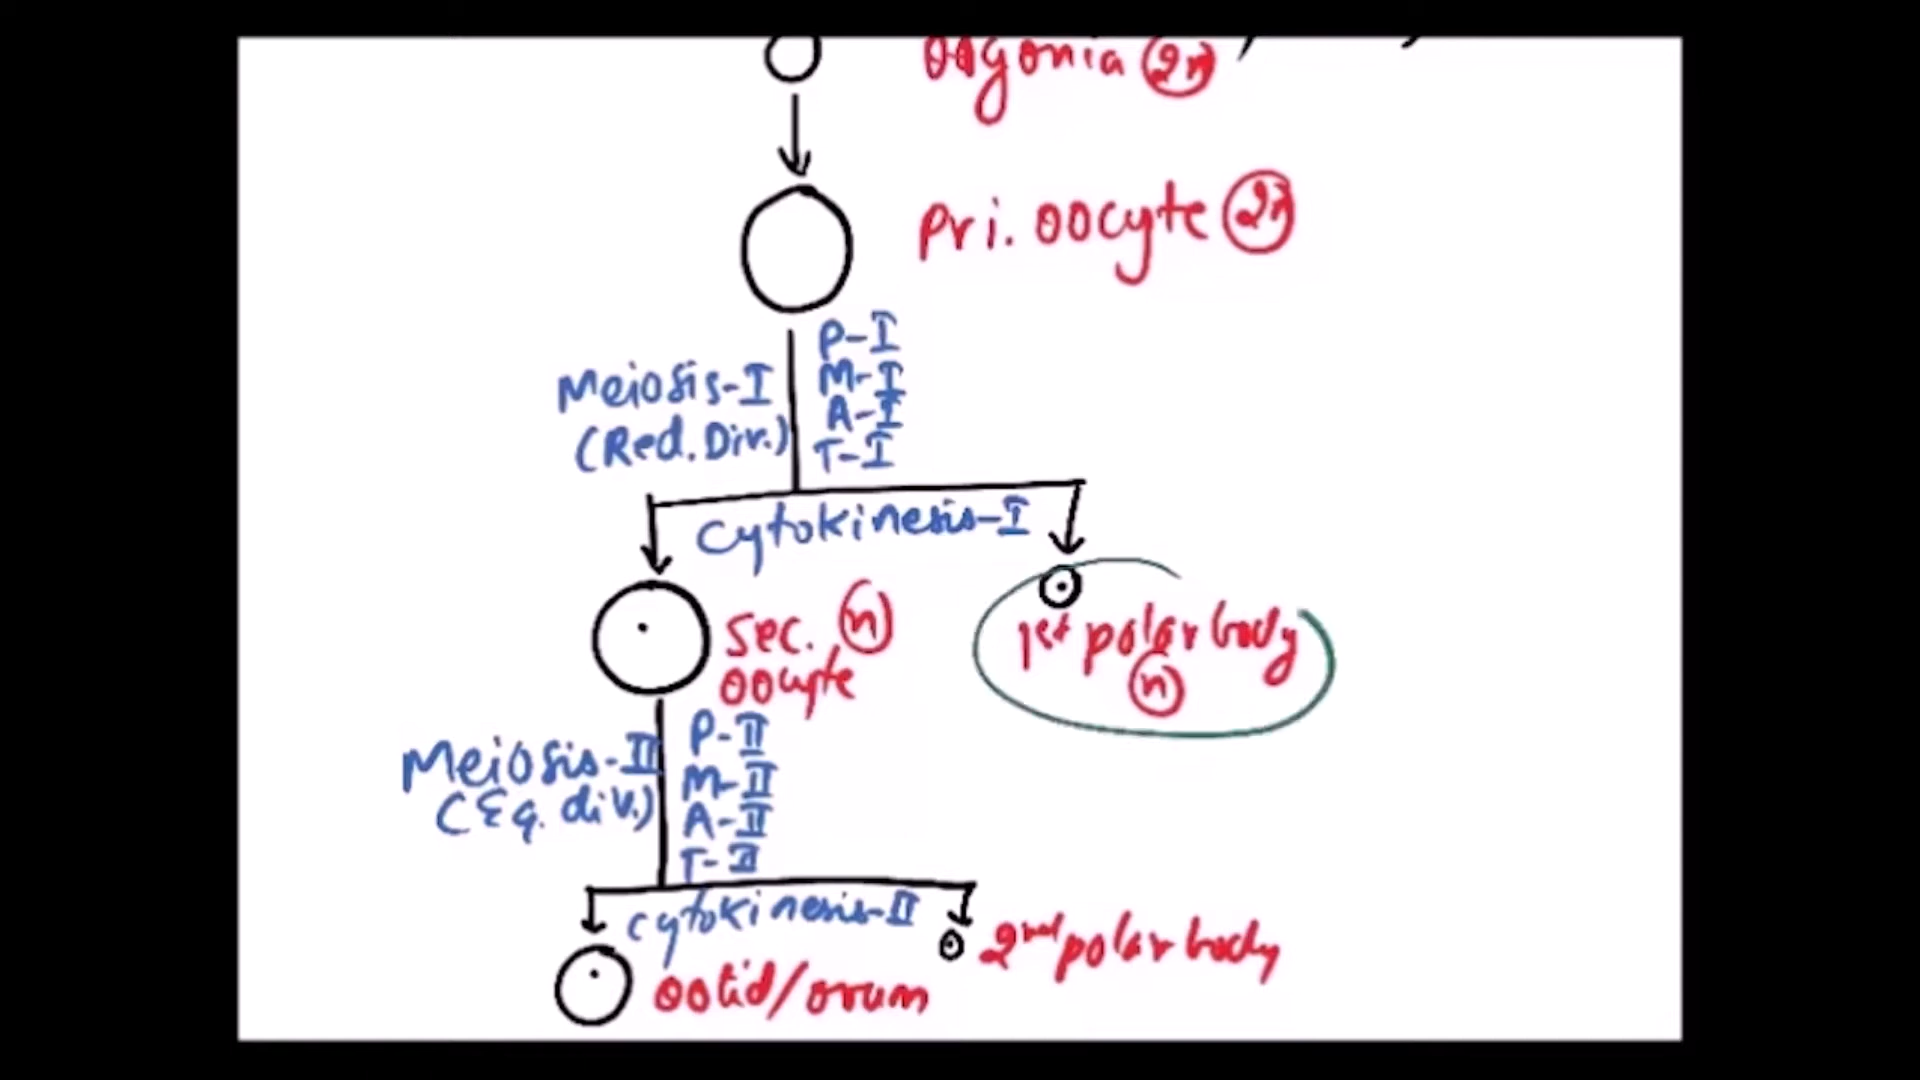 oogonia 2n
Pri. oocyte 2n
P-I
Meiosis-I
M-I
A-I
(Red. Div.)
T-I
Cytokinesis-I
Sec. n
oocyte
1st polar body
n
P-II
Meiosis-II
M-II
(Eq. div.)
A-II
T-II
cytokinesis-II
2nd polar body
ootid/ovum